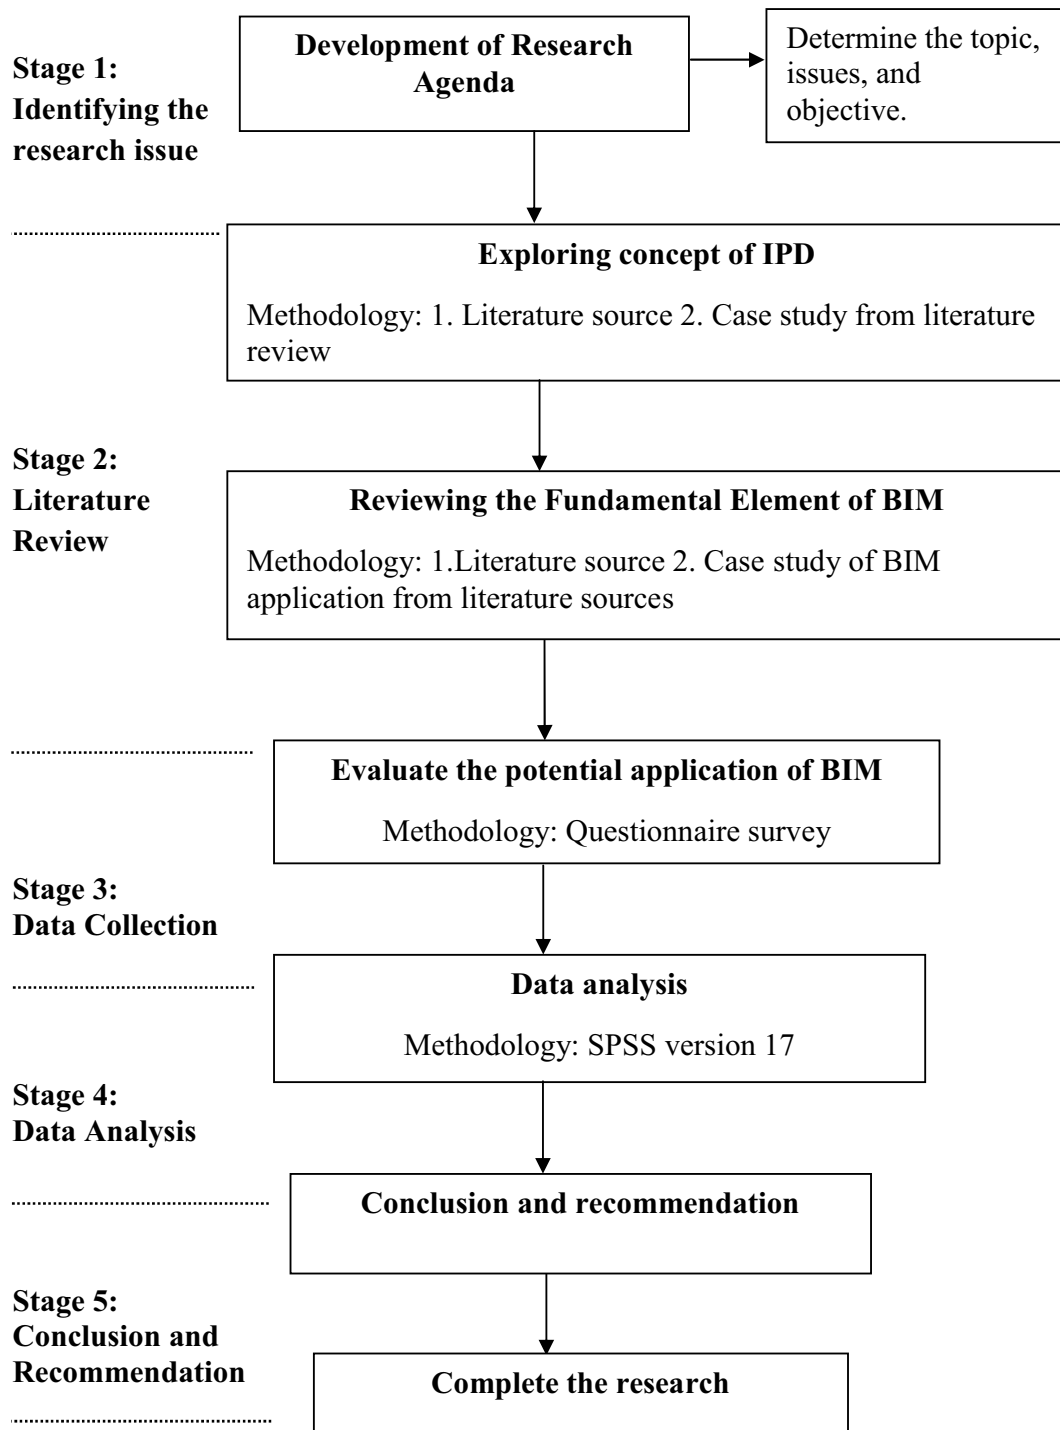 Stage 1:
Identifying the
research issue
Development of Research
Agenda
Determine the topic,
issues, and
objective.
Exploring concept of IPD
Methodology: 1. Literature source 2. Case study from literature
review
Stage 2:
Literature
Review
Reviewing the Fundamental Element of BIM
Methodology: 1.Literature source 2. Case study of BIM
application from literature sources
Evaluate the potential application of BIM
Methodology: Questionnaire survey
Stage 3:
Data Collection
Data analysis
Methodology: SPSS version 17
Stage 4:
Data Analysis
Conclusion and recommendation
Stage 5:
Conclusion and
Recommendation
Complete the research